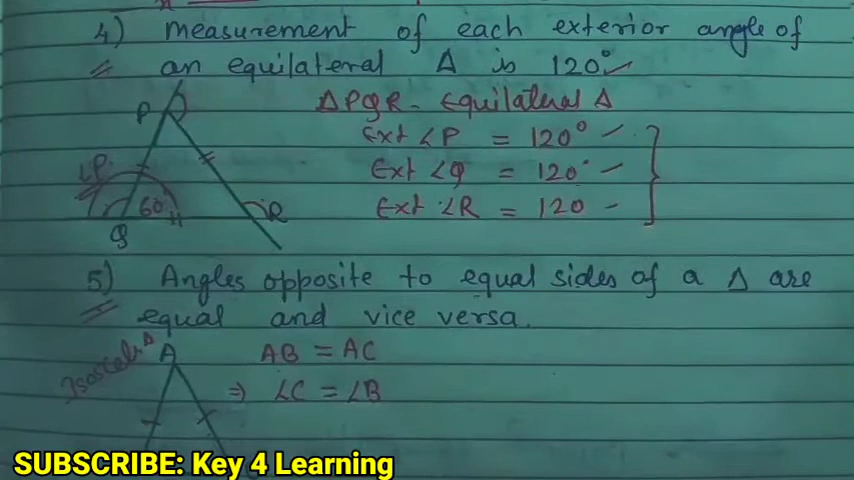 4) measurement of each exterior angle of
an equilateral Δ is 120°
ΔPQR - Equilateral Δ
P
Ext ∠P = 120°
∠P
Ext ∠Q = 120°
60
Ext ∠R = 120
R
Q
5) Angles opposite to equal sides of a Δ are
equal and vice versa.
Isosceles Δ
A
AB = AC
⇒ ∠C = ∠B
SUBSCRIBE: Key 4 Learning